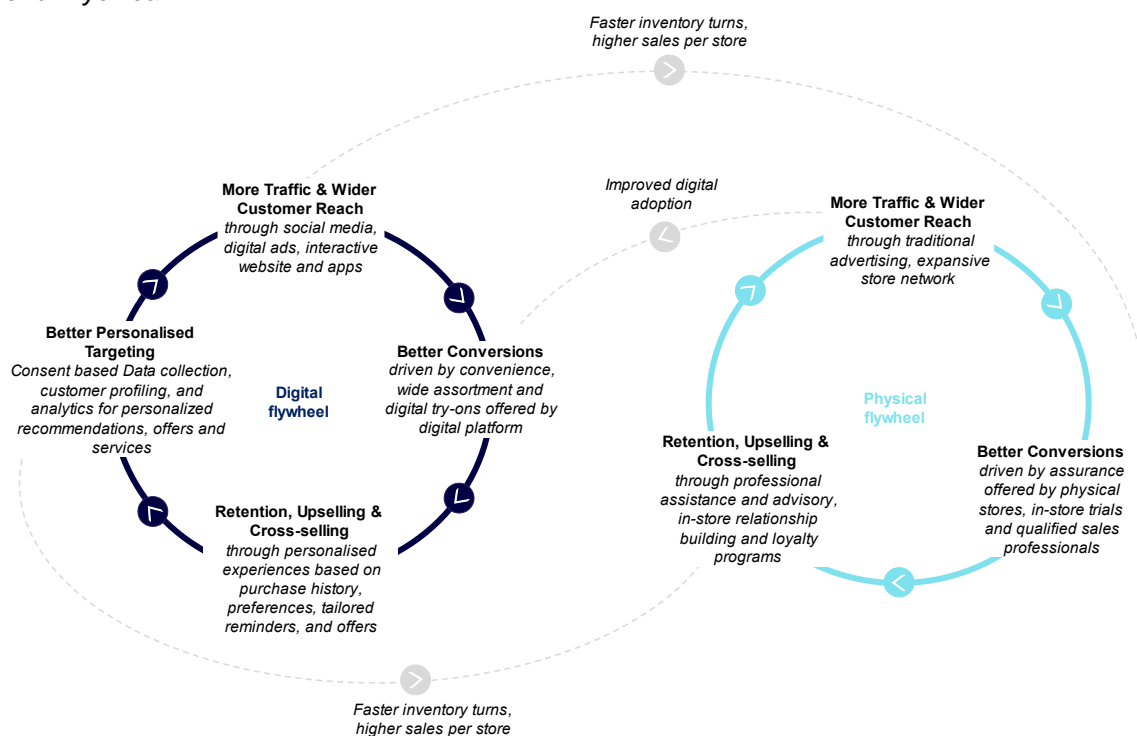 Faster inventory turns,
higher sales per store
Improved digital
adoption
More Traffic & Wider
Customer Reach
through social media,
digital ads, interactive
website and apps
Better Personalised
Targeting
Consent based Data collection,
customer profiling, and
analytics for personalized
recommendations, offers and
services
Digital
flywheel
Better Conversions
driven by convenience,
wide assortment and
digital try-ons offered by
digital platform
Retention, Upselling &
Cross-selling
through personalised
experiences based on
purchase history,
preferences, tailored
reminders, and offers
More Traffic & Wider
Customer Reach
through traditional
advertising, expansive
store network
Physical
flywheel
Retention, Upselling &
Cross-selling
through professional
assistance and advisory,
in-store relationship
building and loyalty
programs
Better Conversions
driven by assurance
offered by physical
stores, in-store trials
and qualified sales
professionals
Faster inventory turns,
higher sales per store